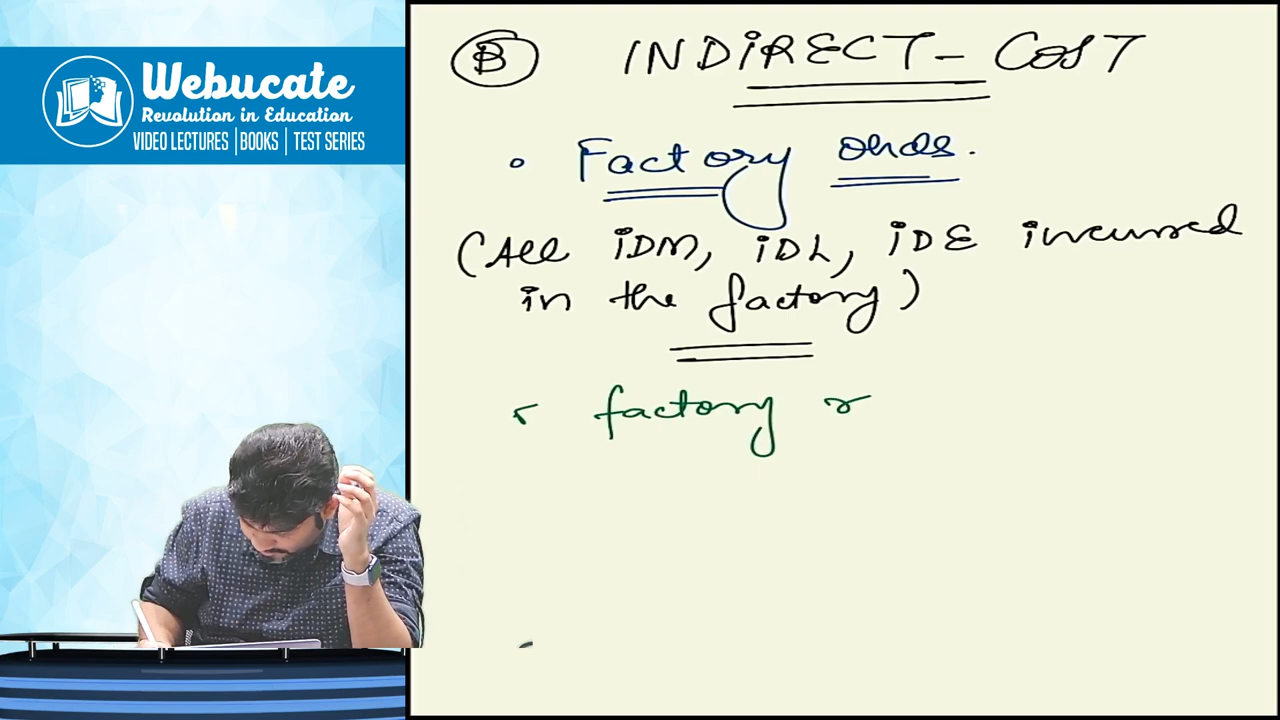 Webucate
Revolution in Education
VIDEO LECTURES | BOOKS | TEST SERIES
B INDIRECT - COST
• Factory OHDS.
(All IDM, IDL, IDE incurred
in the factory)
factory r